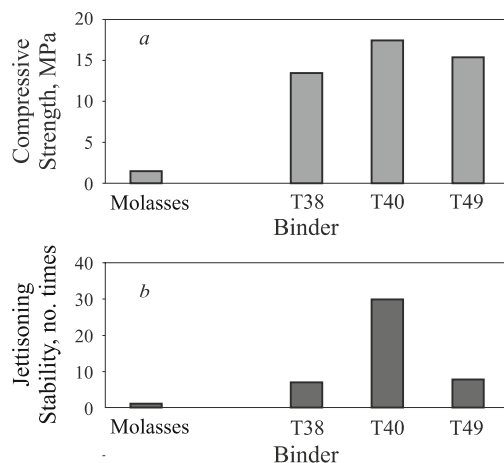 Compressive
Strength, MPa
20
15
10
5
0
a
Molasses
T38
T40
T49
Binder
Jettisoning
Stability, no. times
40
30
20
10
0
b
Molasses
T38
T40
T49
Binder